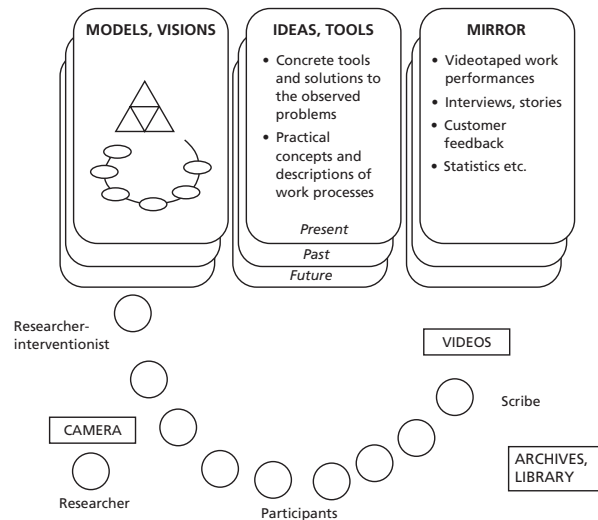 MODELS, VISIONS
IDEAS, TOOLS
• Concrete tools
and solutions to
the observed
problems
• Practical
concepts and
descriptions of
work processes
Present
Past
Future
MIRROR
• Videotaped work
performances
• Interviews, stories
• Customer
feedback
• Statistics etc.
Researcher-
interventionist
VIDEOS
Scribe
CAMERA
ARCHIVES,
LIBRARY
Researcher
Participants